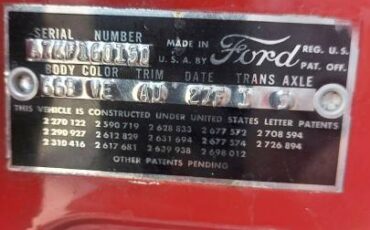 SERIAL NUMBER
MADE IN Ford REG. U. S.
U. S. A. BY PAT. OFF.
BODY COLOR TRIM DATE TRANS AXLE
THIS VEHICLE IS CONSTRUCTED UNDER UNITED STATES LETTER PATENTS
2 270 122 2 590 719 2 628 833 2 677 572 2 708 594
2 290 927 2 612 829 2 631 694 2 677 574 2 726 894
2 310 416 2 617 681 2 639 938 2 698 012
OTHER PATENTS PENDING